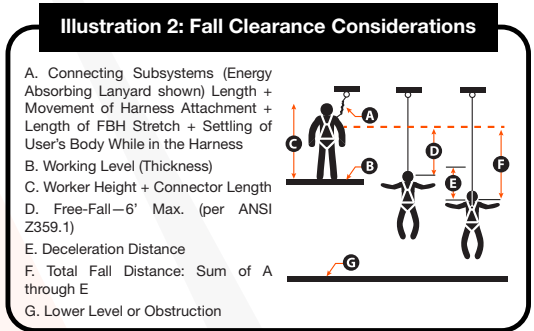 Illustration 2: Fall Clearance Considerations
A. Connecting Subsystems (Energy
Absorbing Lanyard shown) Length +
Movement of Harness Attachment +
Length of FBH Stretch + Settling of
User's Body While in the Harness
B. Working Level (Thickness)
C. Worker Height + Connector Length
D. Free-Fall—6' Max. (per ANSI
Z359.1)
E. Deceleration Distance
F. Total Fall Distance: Sum of A
through E
G. Lower Level or Obstruction
A
C
B
D
E
F
G